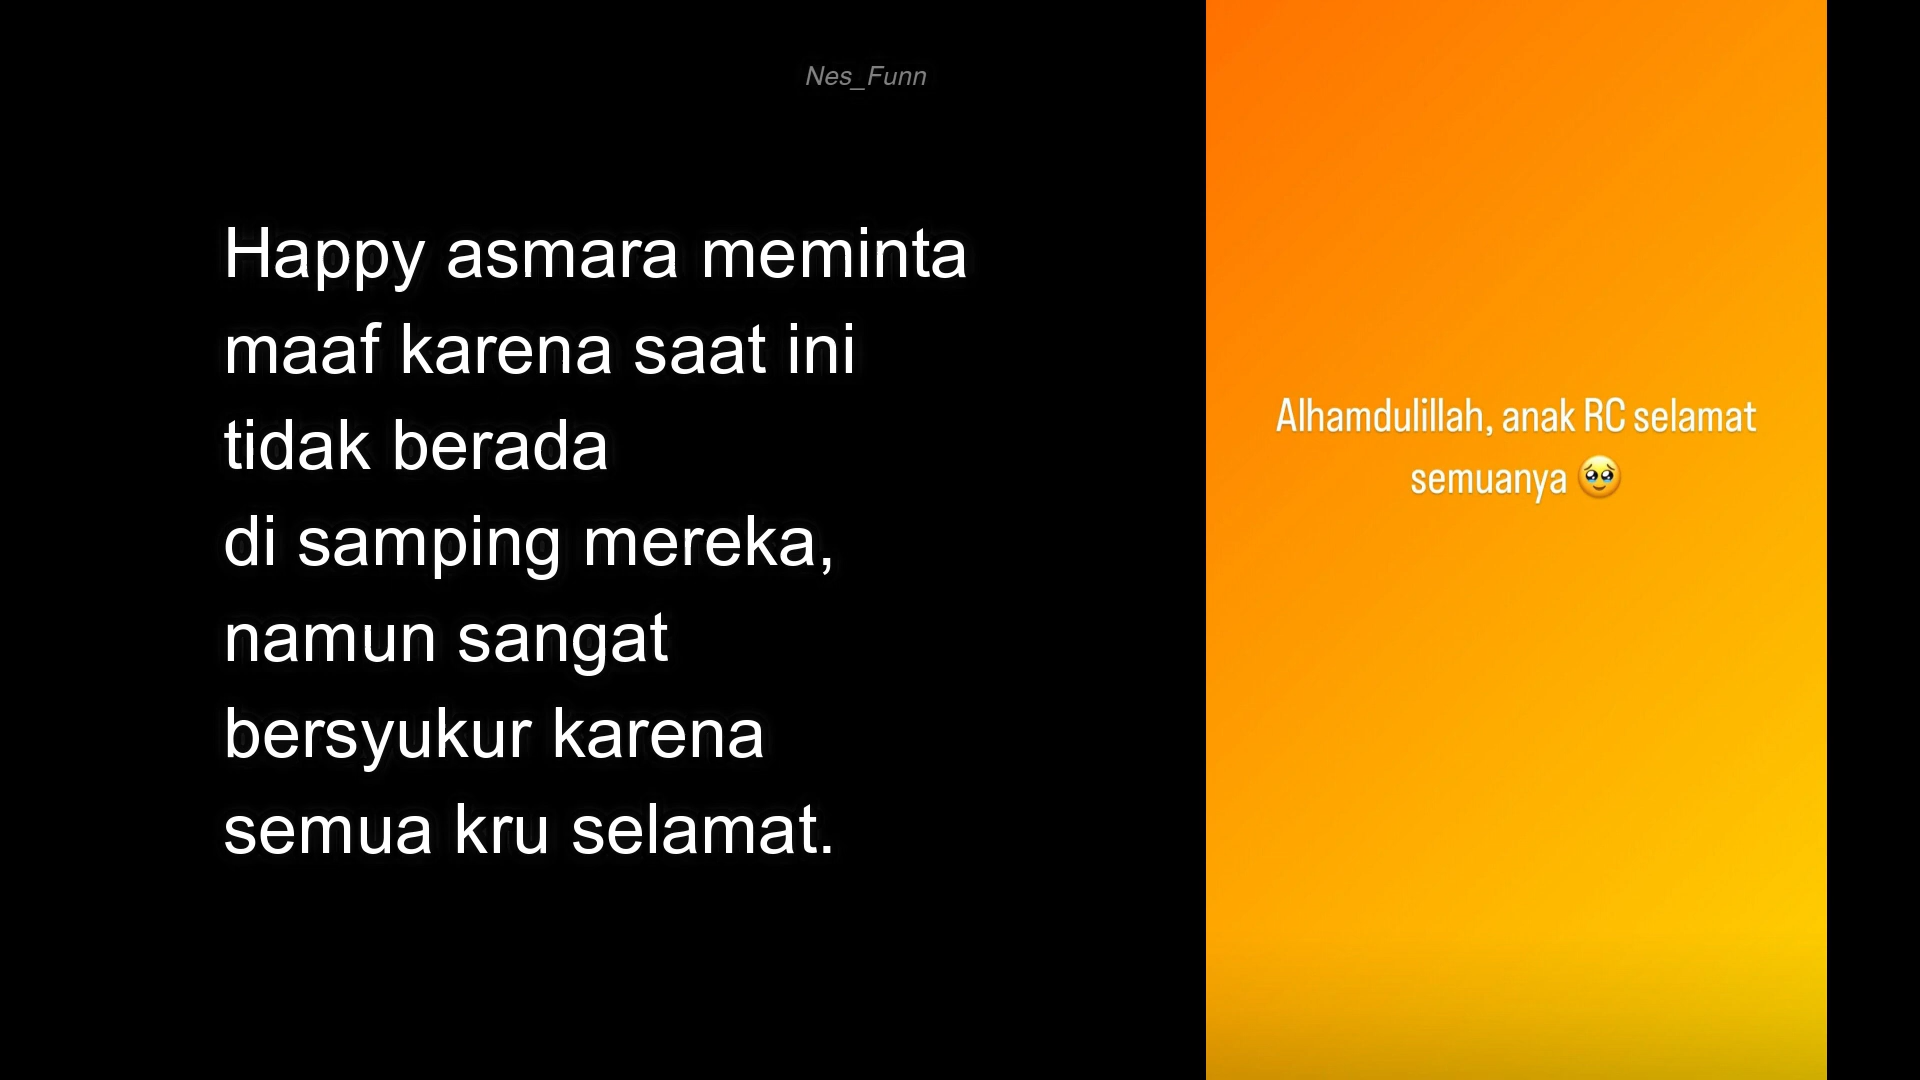 Nes_Funn
Happy asmara meminta
maaf karena saat ini
tidak berada
di samping mereka,
namun sangat
bersyukur karena
semua kru selamat.
Alhamdulillah, anak RC selamat
semuanya 🥹